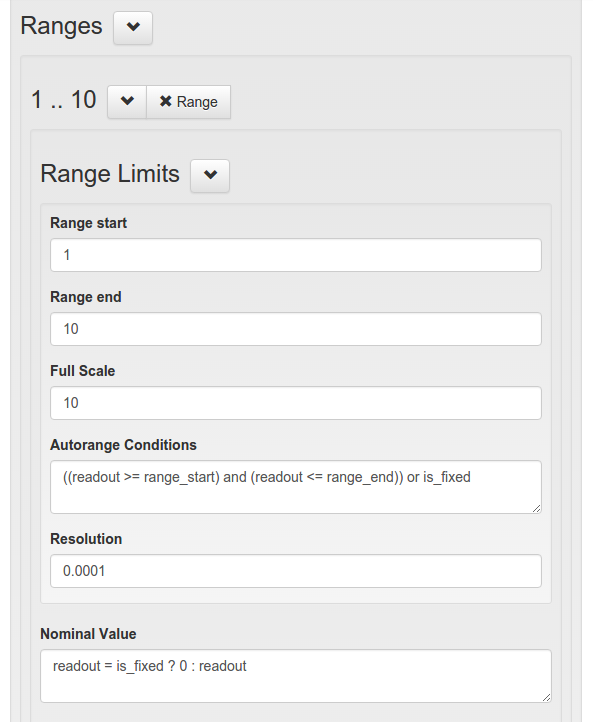 Ranges
1 .. 10
Range
Range Limits
Range start
1
Range end
10
Full Scale
10
Autorange Conditions
((readout >= range_start) and (readout <= range_end)) or is_fixed
Resolution
0.0001
Nominal Value
readout = is_fixed ? 0 : readout